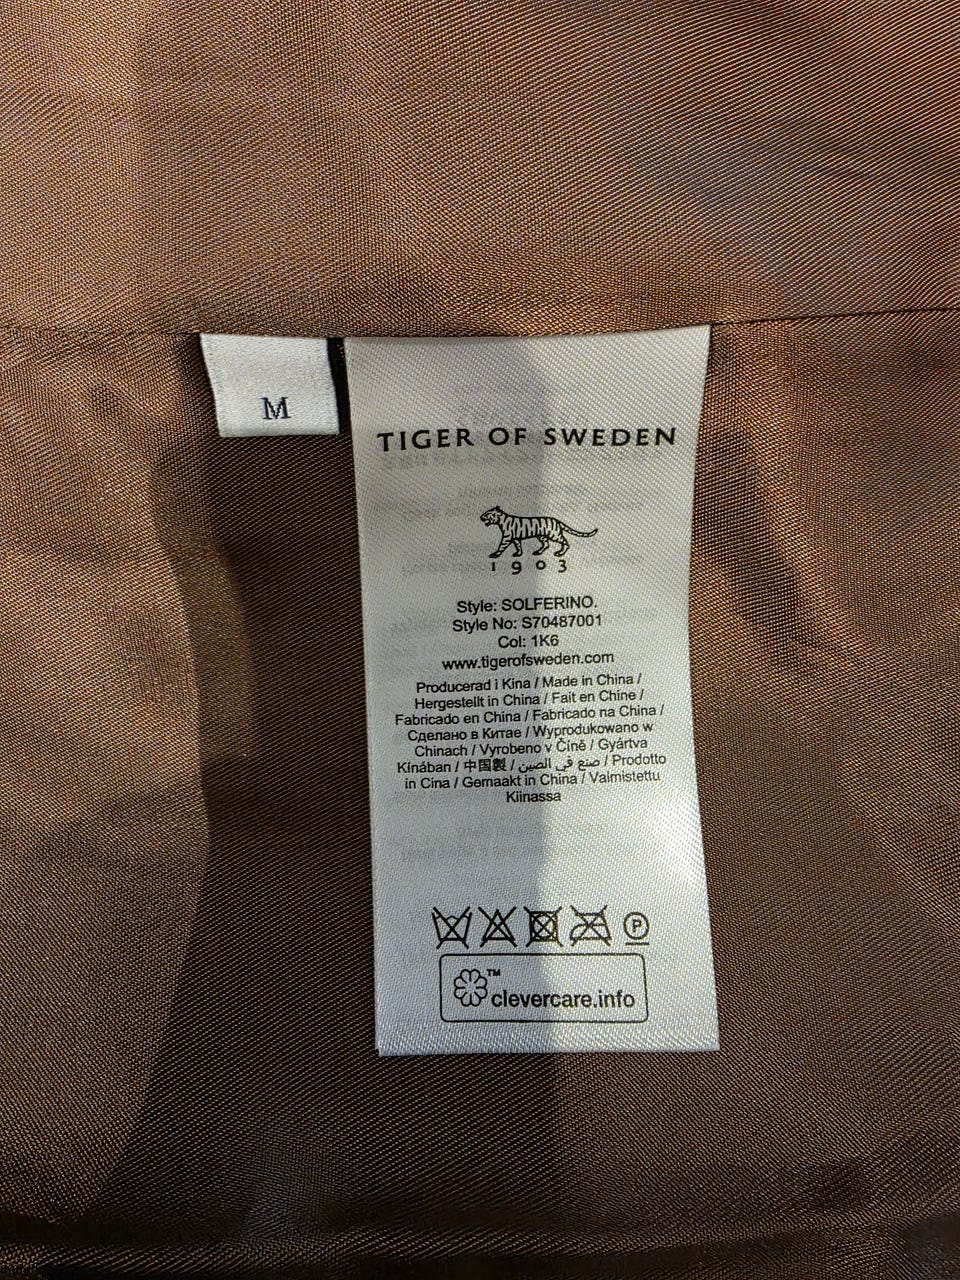 M
TIGER OF SWEDEN
1903
Style: SOLFERINO.
Style No: S70487001
Col: 1K6
www.tigerofsweden.com
Producerad i Kina / Made in China /
Hergestellt in China / Fait en Chine /
Fabricado en China / Fabricado na China /
Сделано в Китае / Wyprodukowano w
Chinach / Vyrobeno v Číně / Gyártva
Kínában / 中国製 / صنع في الصين / Prodotto
in Cina / Gemaakt in China / Valmistettu
Kiinassa
P
™
clevercare.info